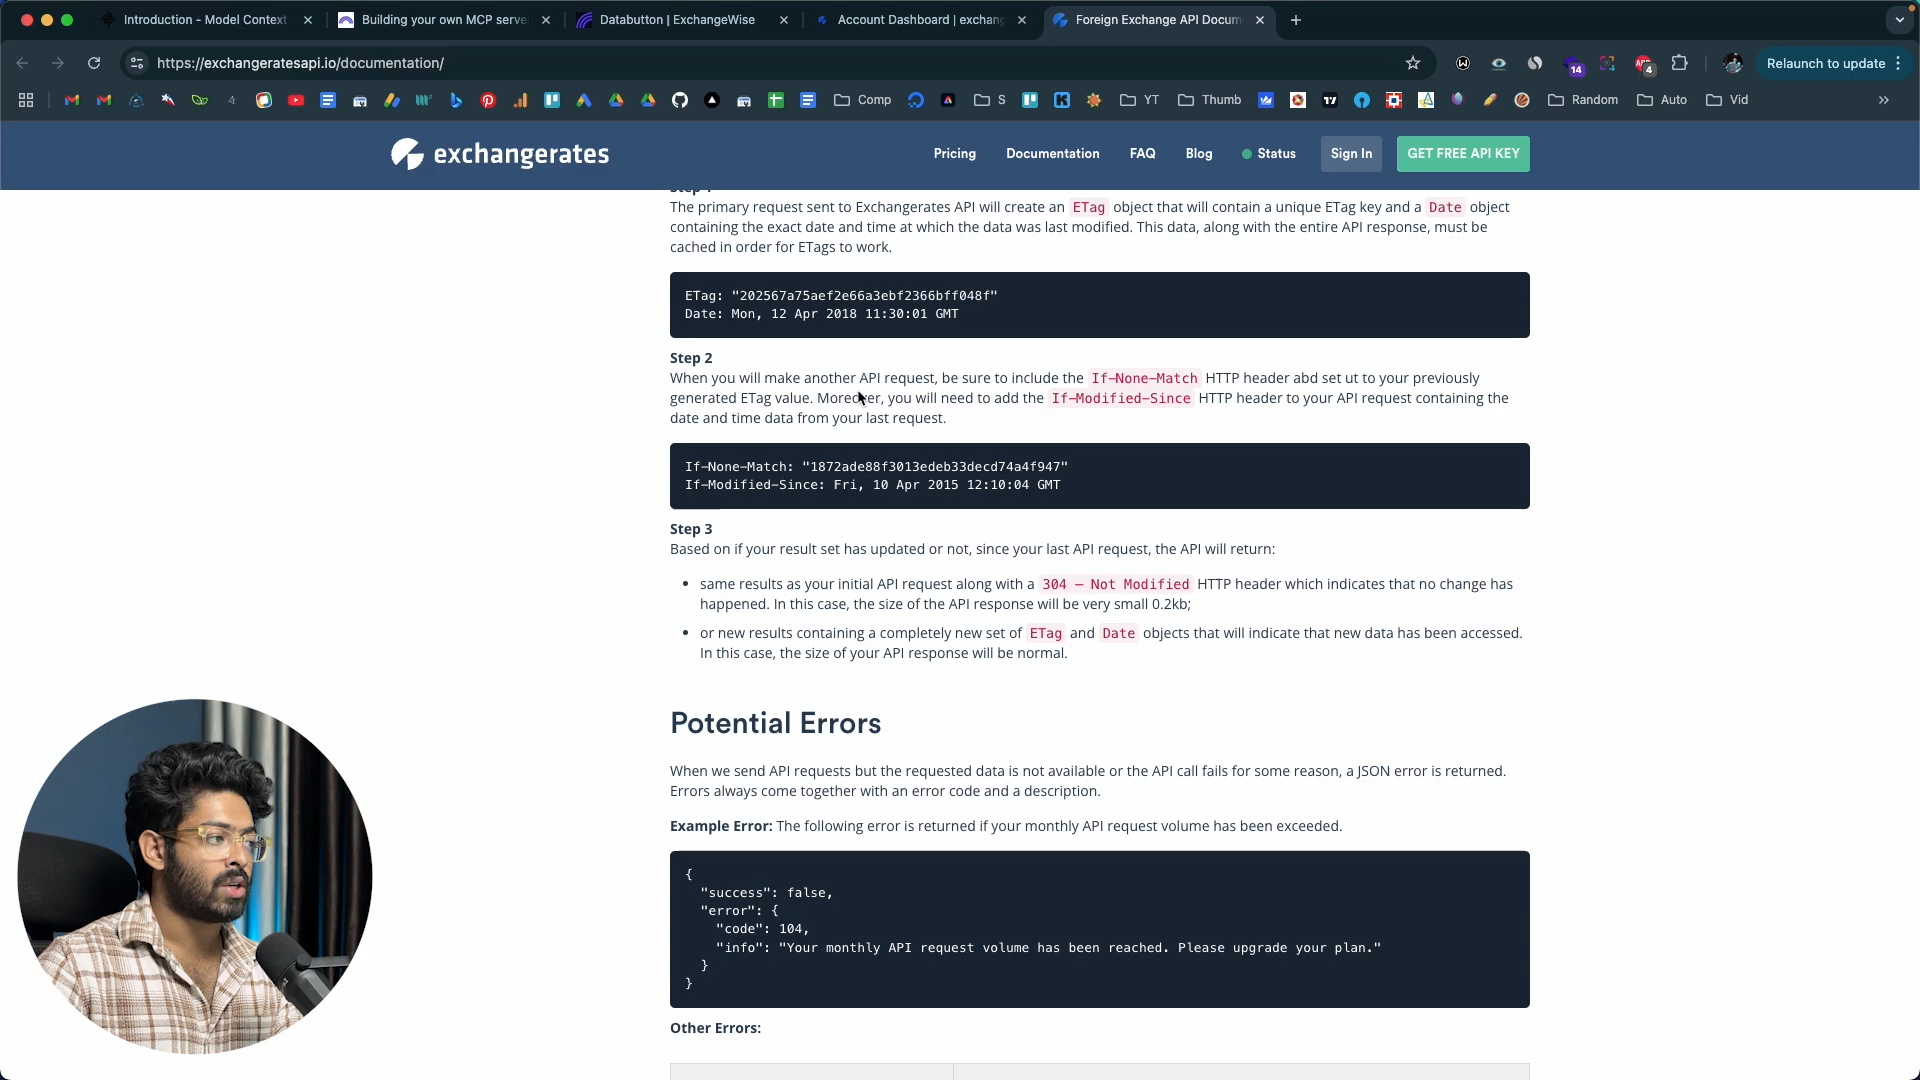 Introduction - Model Context
Building your own MCP serve
Databutton | ExchangeWise
Account Dashboard | exchang
Foreign Exchange API Docum
https://exchangeratesapi.io/documentation/
14
4
Relaunch to update
Comp
S
YT
Thumb
Random
Auto
Vid
exchangerates
Pricing
Documentation
FAQ
Blog
Status
Sign In
GET FREE API KEY
Step 1
The primary request sent to Exchangerates API will create an ETag object that will contain a unique ETag key and a Date object
containing the exact date and time at which the data was last modified. This data, along with the entire API response, must be
cached in order for ETags to work.
ETag: "202567a75aef2e66a3ebf2366bff048f"
Date: Mon, 12 Apr 2018 11:30:01 GMT
Step 2
When you will make another API request, be sure to include the If-None-Match HTTP header abd set ut to your previously
generated ETag value. Moreover, you will need to add the If-Modified-Since HTTP header to your API request containing the
date and time data from your last request.
If-None-Match: "1872ade88f3013edeb33decd74a4f947"
If-Modified-Since: Fri, 10 Apr 2015 12:10:04 GMT
Step 3
Based on if your result set has updated or not, since your last API request, the API will return:
• same results as your initial API request along with a 304 – Not Modified HTTP header which indicates that no change has
happened. In this case, the size of the API response will be very small 0.2kb;
• or new results containing a completely new set of ETag and Date objects that will indicate that new data has been accessed.
In this case, the size of your API response will be normal.
Potential Errors
When we send API requests but the requested data is not available or the API call fails for some reason, a JSON error is returned.
Errors always come together with an error code and a description.
Example Error: The following error is returned if your monthly API request volume has been exceeded.
{
"success": false,
"error": {
"code": 104,
"info": "Your monthly API request volume has been reached. Please upgrade your plan."
}
}
Other Errors: